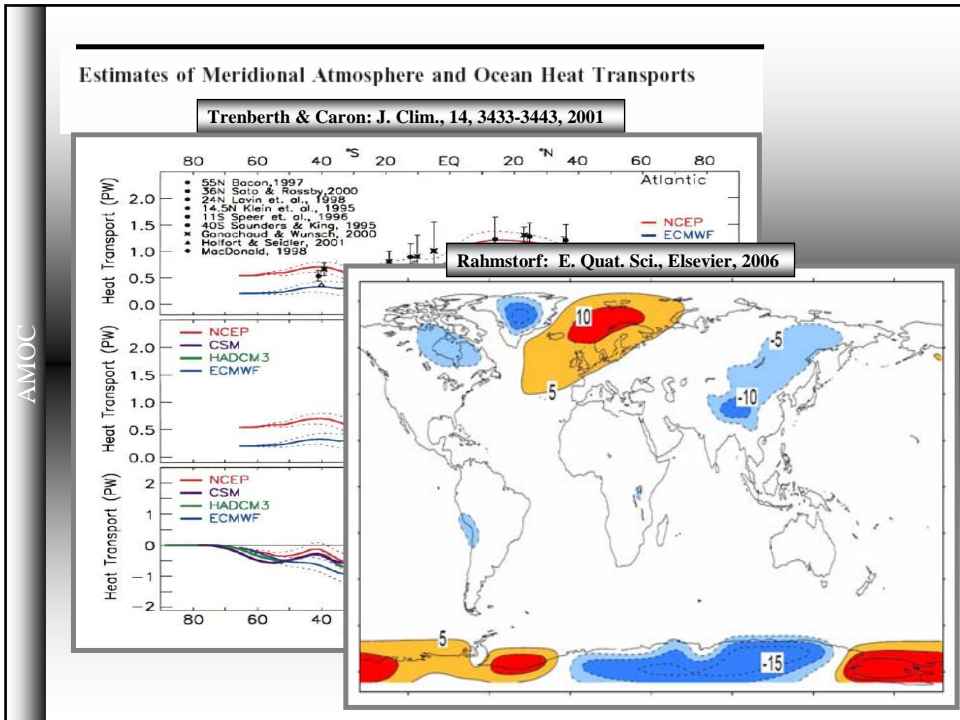 AMOC
Estimates of Meridional Atmosphere and Ocean Heat Transports
Trenberth & Caron: J. Clim., 14, 3433-3443, 2001
80 60 40 °S 20 EQ 20 °N 40 60 80
Heat Transport (PW)
2.0
1.5
1.0
0.5
0.0
55N Bacon, 1997
36N Sato & Rossby, 2000
24N Lavin et. al., 1998
14.5N Klein et. al., 1995
11S Speer et. al., 1996
40S Saunders & King, 1995
Ganachaud & Wunsch, 2000
Holfort & Seidler, 2001
MacDonald, 1998
Atlantic
NCEP
ECMWF
Heat Transport (PW)
2.0
1.5
1.0
0.5
0.0
NCEP
CSM
HADCM3
ECMWF
Heat Transport (PW)
2
1
0
−1
−2
NCEP
CSM
HADCM3
ECMWF
80 60 40
Rahmstorf: E. Quat. Sci., Elsevier, 2006
10
-5
5
-10
5
-15
5